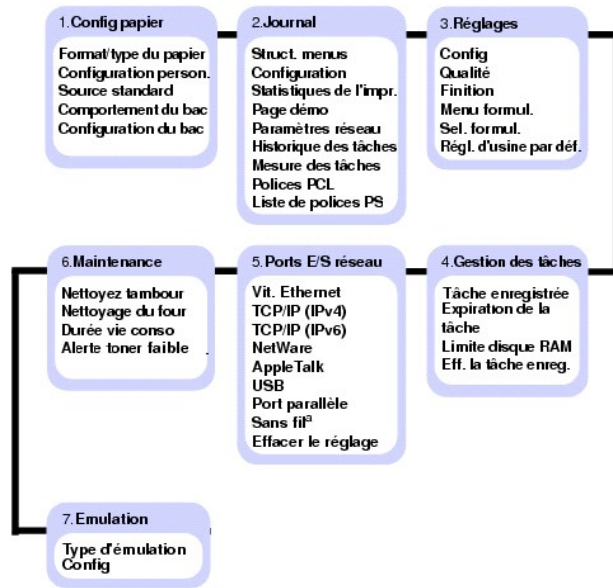 1.Config papier
Format/type du papier
Configuration person.
Source standard
Comportement du bac
Configuration du bac
2.Journal
Struct. menus
Configuration
Statistiques de l'impr.
Page démo
Paramètres réseau
Historique des tâches
Mesure des tâches
Polices PCL
Liste de polices PS
3.Réglages
Config
Qualité
Finition
Menu formul.
Sel. formul.
Régl. d'usine par déf.
4.Gestion des tâches
Tâche enregistrée
Expiration de la
tâche
Limite disque RAM
Eff. la tâche enreg.
5.Ports E/S réseau
Vit. Ethernet
TCP/IP (IPv4)
TCP/IP (IPv6)
NetWare
AppleTalk
USB
Port parallèle
Sans filᵃ
Effacer le réglage
6.Maintenance
Nettoyez tambour
Nettoyage du four
Durée vie conso
Alerte toner faible .
7.Emulation
Type d'émulation
Config